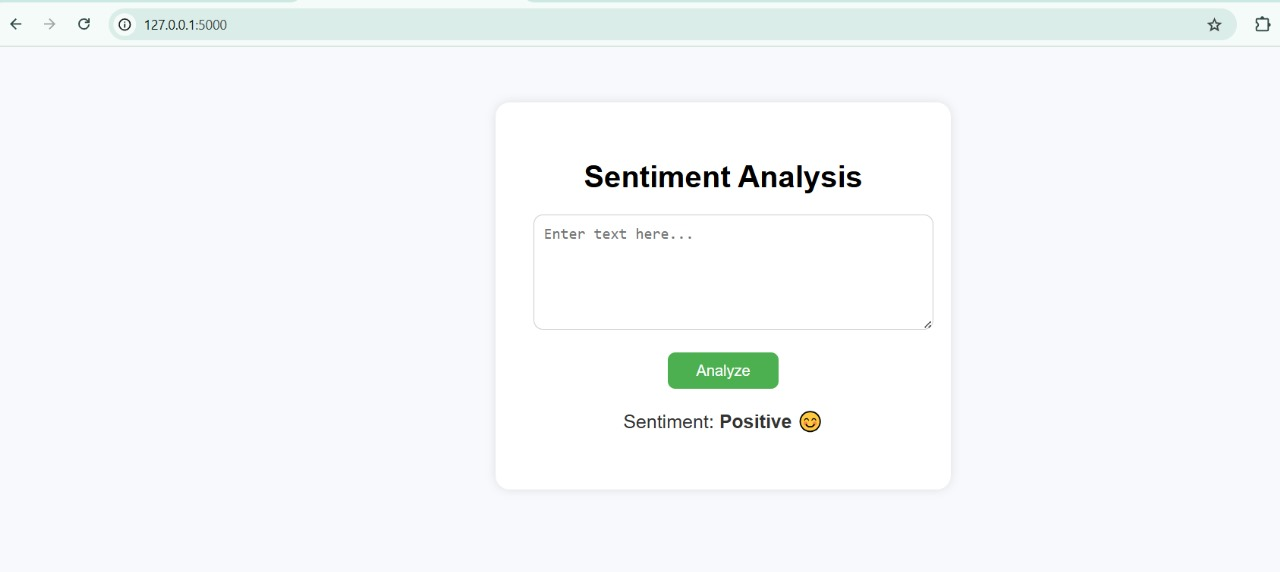 127.0.0.1:5000
Sentiment Analysis
Enter text here...
Analyze
Sentiment: Positive 😊